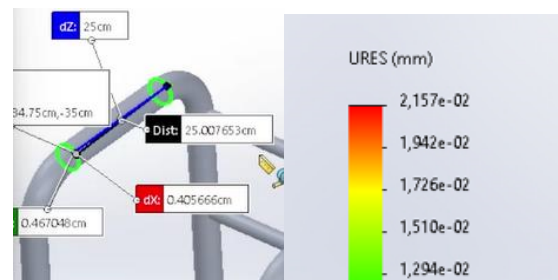 dZ: 25cm
34.75cm,-35cm
Dist: 25.007653cm
dX: 0.405666cm
0.467048cm
URES (mm)
2,157e-02
1,942e-02
1,726e-02
1,510e-02
1,294e-02